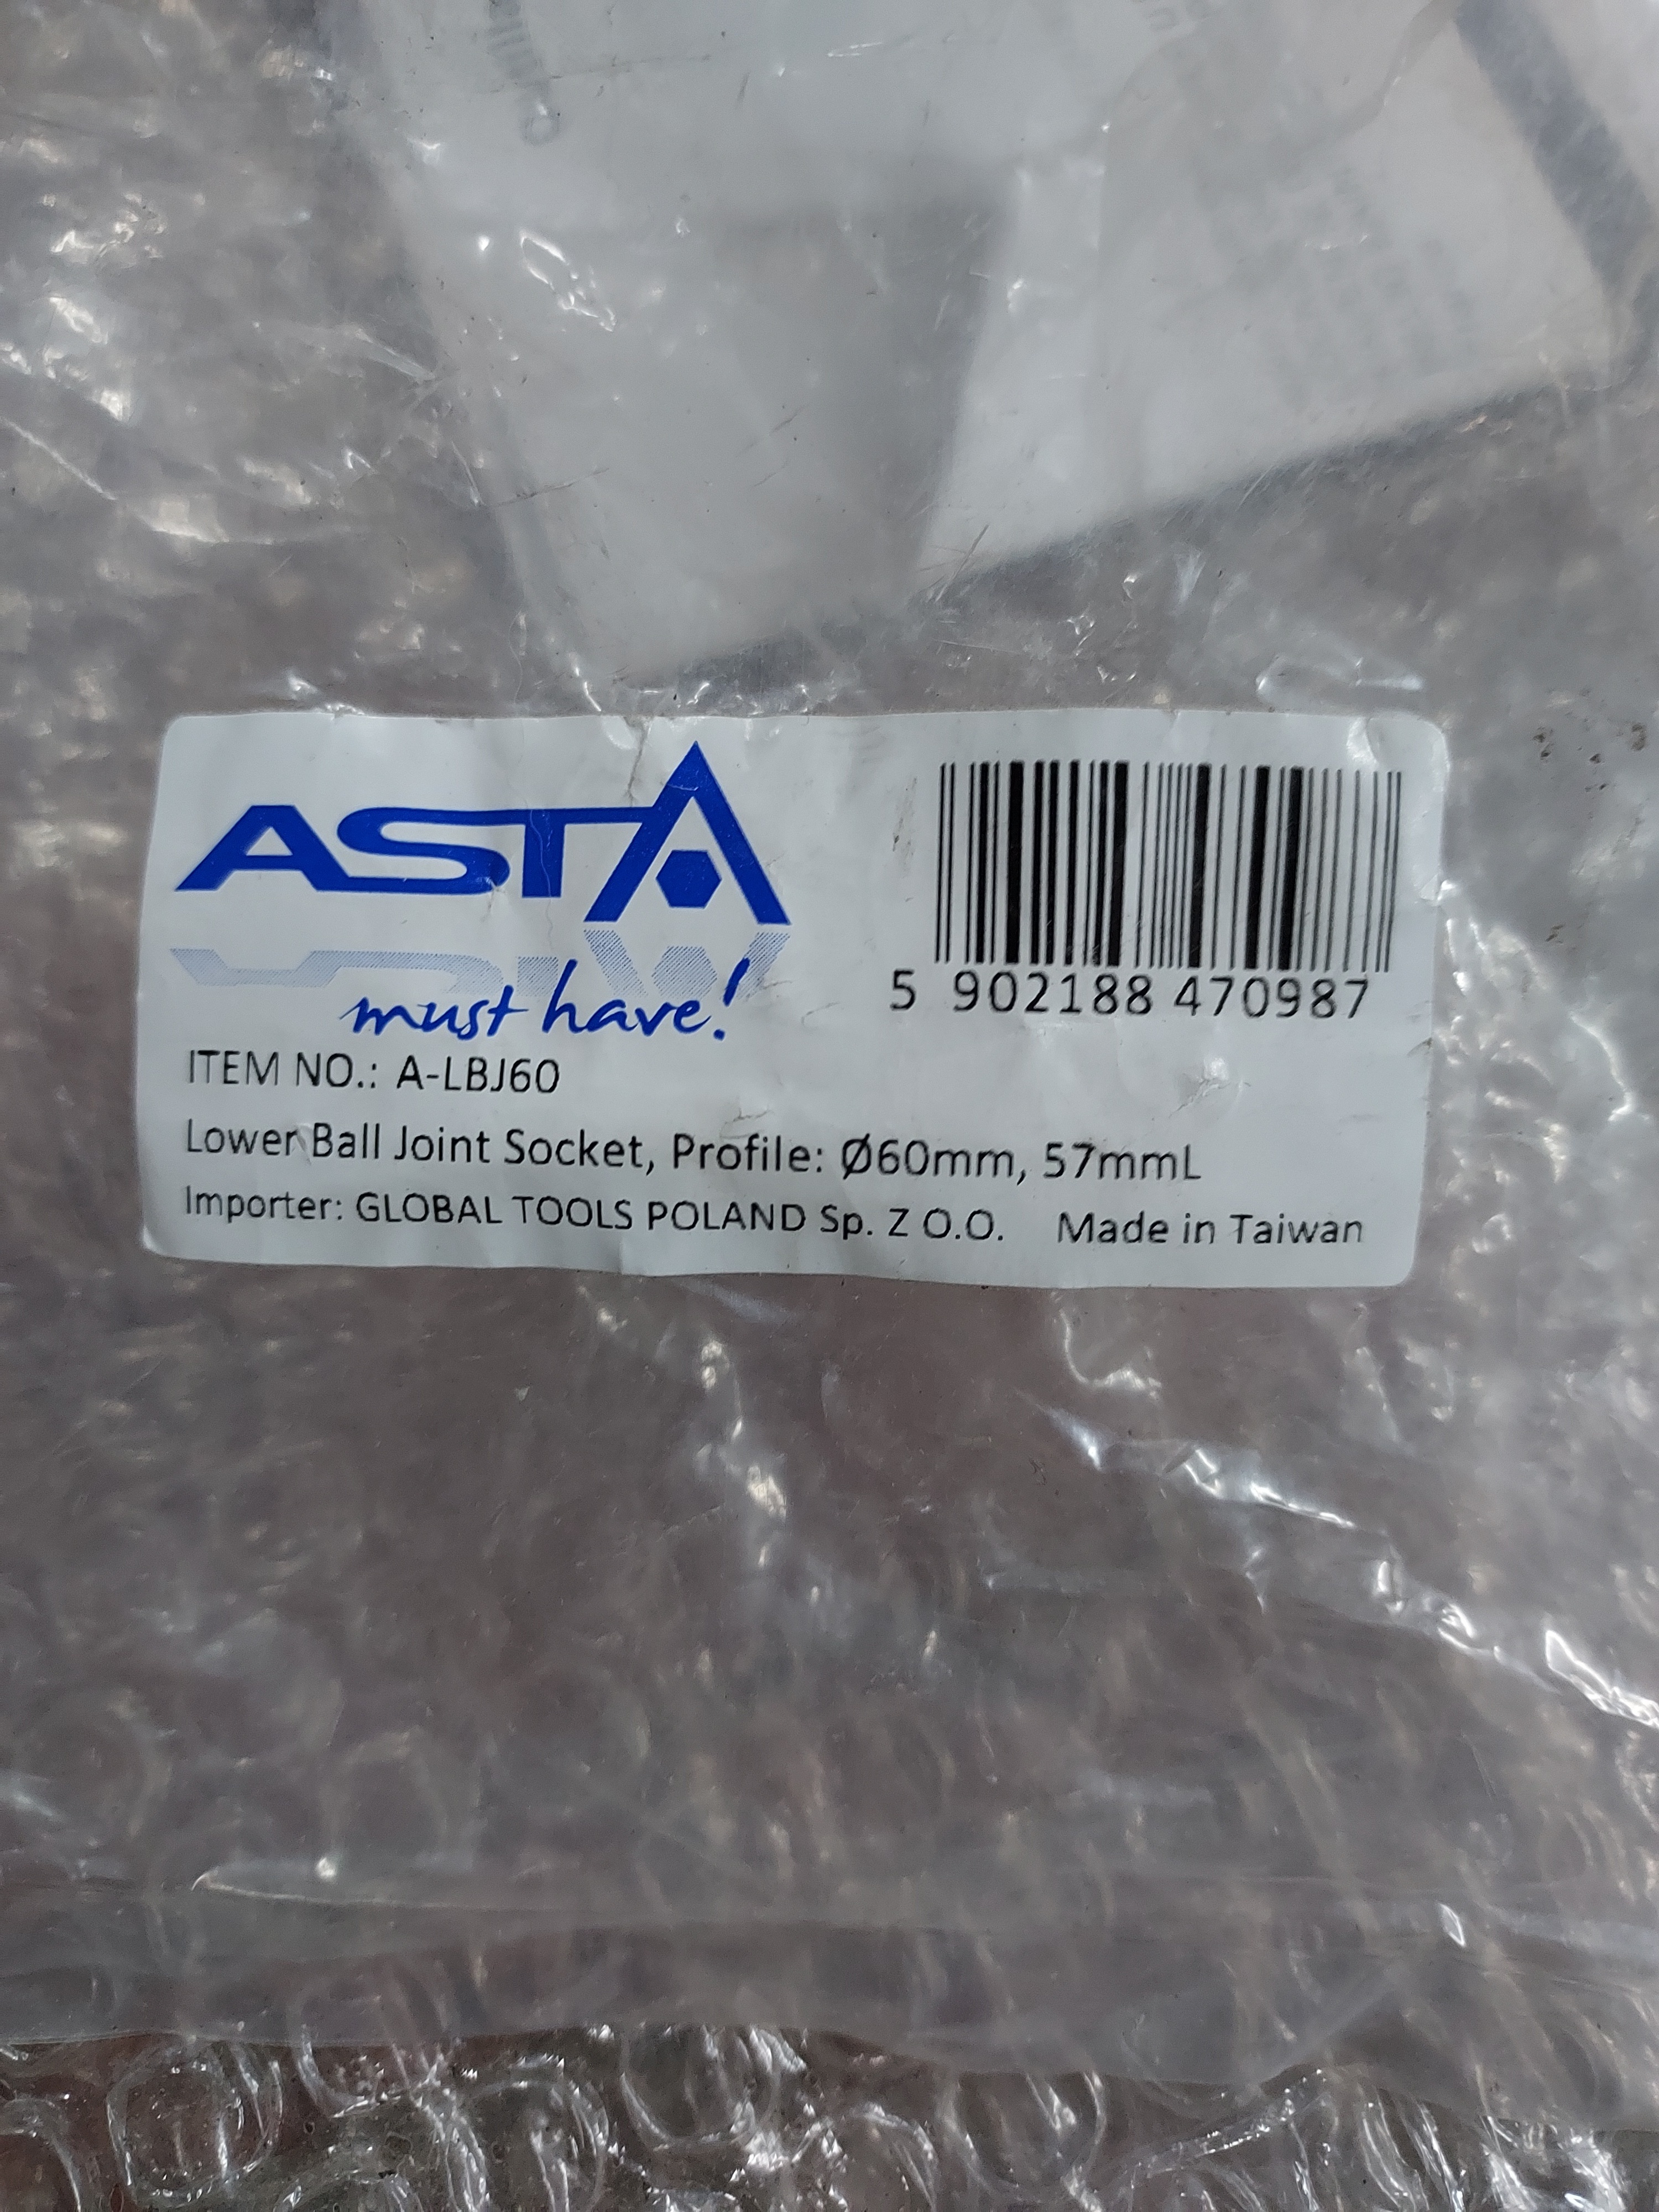 ASTA
must have!
5 902188 470987
ITEM NO.: A-LBJ60
Lower Ball Joint Socket, Profile: Ø60mm, 57mmL
Importer: GLOBAL TOOLS POLAND Sp. Z O.O. Made in Taiwan